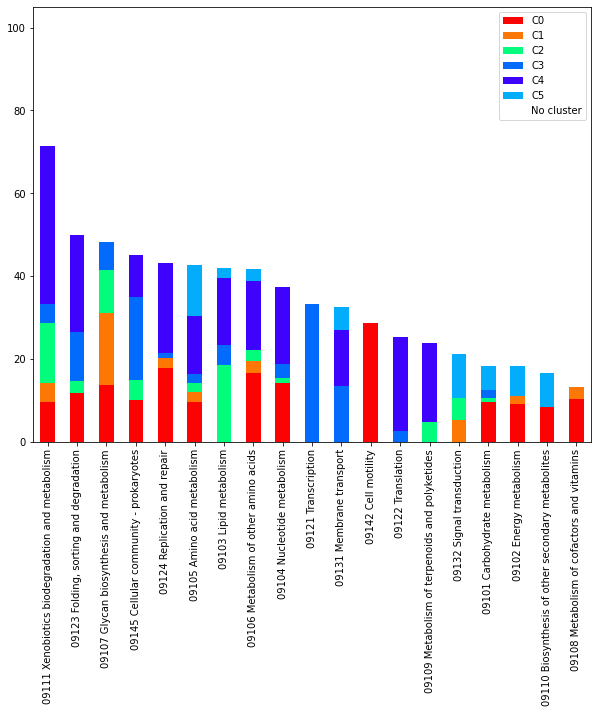 100
80
60
40
20
0
C0
C1
C2
C3
C4
C5
No cluster
09111 Xenobiotics biodegradation and metabolism
09123 Folding, sorting and degradation
09107 Glycan biosynthesis and metabolism
09145 Cellular community - prokaryotes
09124 Replication and repair
09105 Amino acid metabolism
09103 Lipid metabolism
09106 Metabolism of other amino acids
09104 Nucleotide metabolism
09121 Transcription
09131 Membrane transport
09142 Cell motility
09122 Translation
09109 Metabolism of terpenoids and polyketides
09132 Signal transduction
09101 Carbohydrate metabolism
09102 Energy metabolism
09110 Biosynthesis of other secondary metabolites
09108 Metabolism of cofactors and vitamins